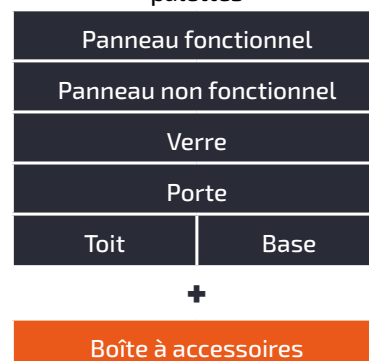 palettes
Panneau fonctionnel
Panneau non fonctionnel
Verre
Porte
Toit Base
+
Boîte à accessoires